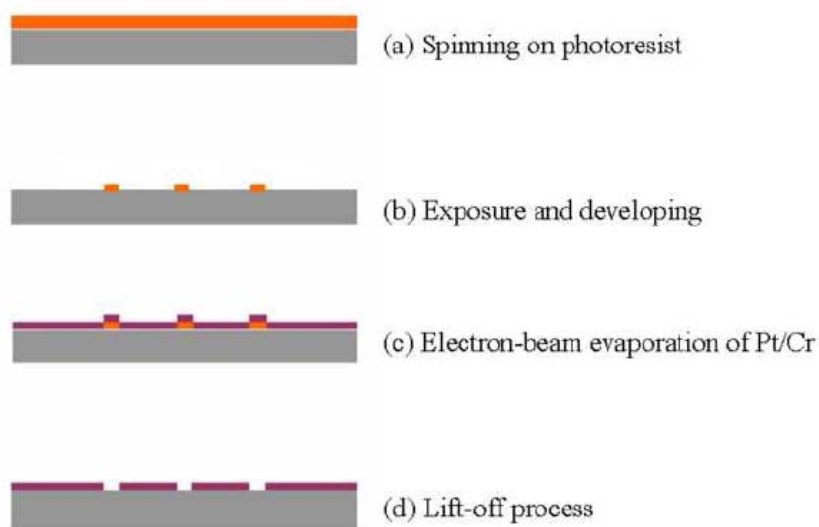 (a) Spinning on photoresist
(b) Exposure and developing
(c) Electron-beam evaporation of Pt/Cr
(d) Lift-off process